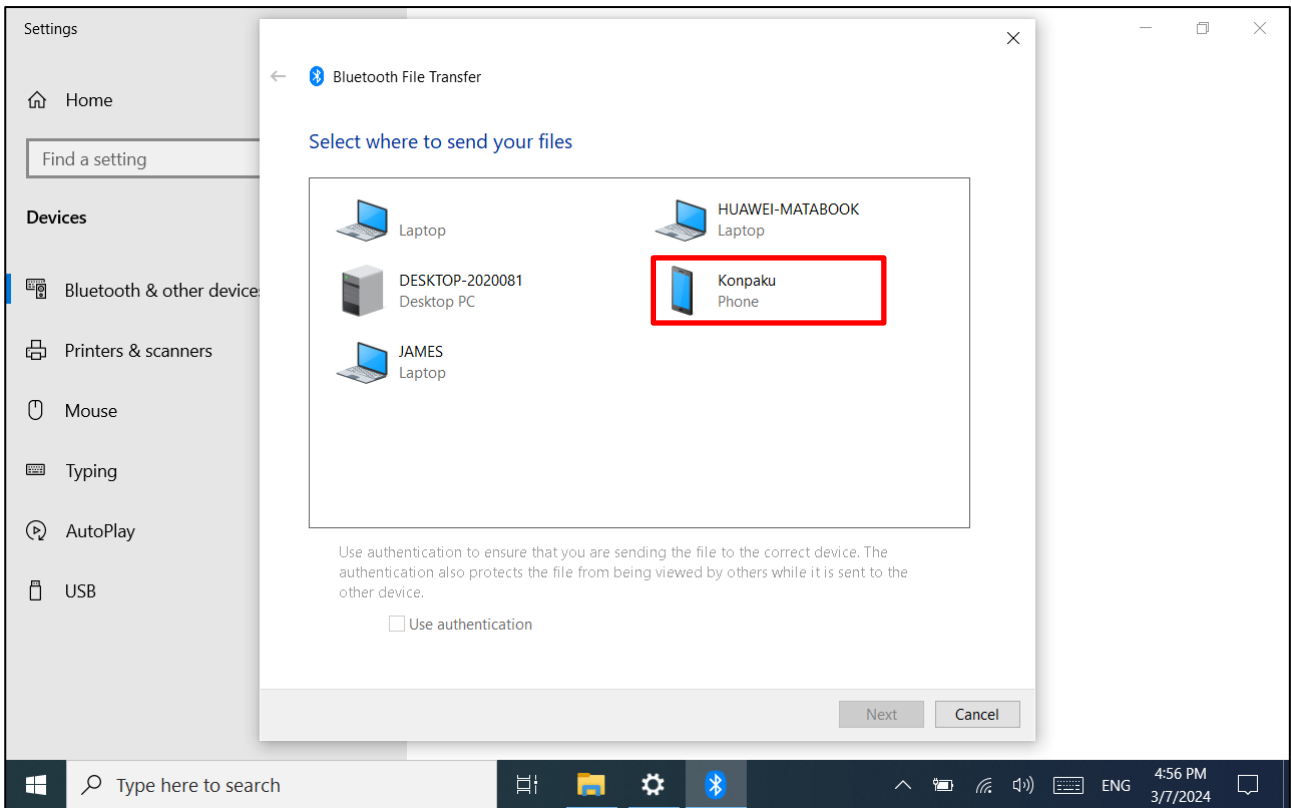 Settings
Home
Find a setting
Devices
Bluetooth & other device
Printers & scanners
Mouse
Typing
AutoPlay
USB
Bluetooth File Transfer
Select where to send your files
Laptop
HUAWEI-MATABOOK
Laptop
DESKTOP-2020081
Desktop PC
Konpaku
Phone
JAMES
Laptop
Use authentication to ensure that you are sending the file to the correct device. The
authentication also protects the file from being viewed by others while it is sent to the
other device.
Use authentication
Next
Cancel
Type here to search
ENG
4:56 PM
3/7/2024